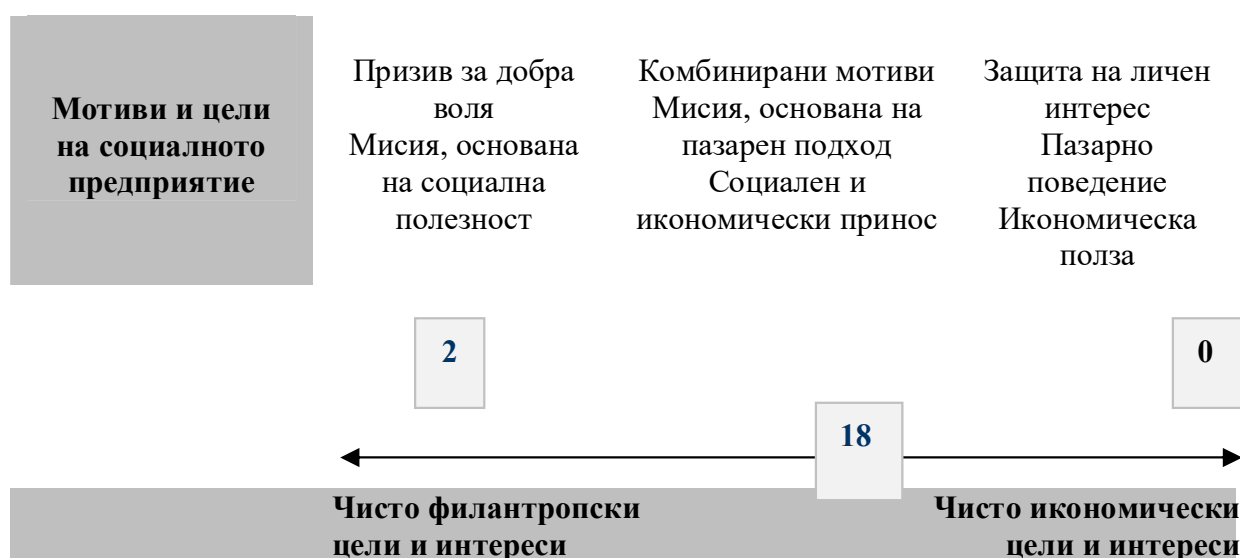 Мотиви и цели
на социалното
предприятие
Призив за добра
воля
Мисия, основана
на социална
полезност
Комбинирани мотиви
Мисия, основана на
пазарен подход
Социален и
икономически принос
Защита на личен
интерес
Пазарно
поведение
Икономическа
полза
2
0
18
Чисто филантропски
цели и интереси
Чисто икономически
цели и интереси